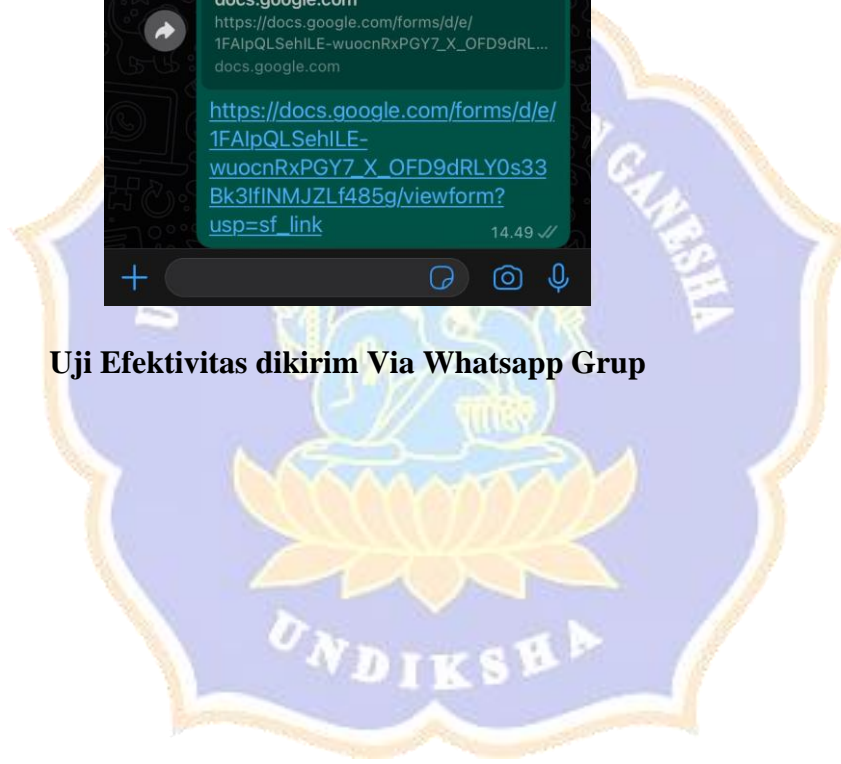 docs.google.com
https://docs.google.com/forms/d/e/
1FAIpQLSehILE-wuocnRxPGY7_X_OFD9dRL...
docs.google.com
https://docs.google.com/forms/d/e/
1FAIpQLSehILE-
wuocnRxPGY7_X_OFD9dRLY0s33
Bk3IfINMJZLf485g/viewform?
usp=sf_link
14.49
GANESHA
Uji Efektivitas dikirim Via Whatsapp Grup
UNDIKSHA